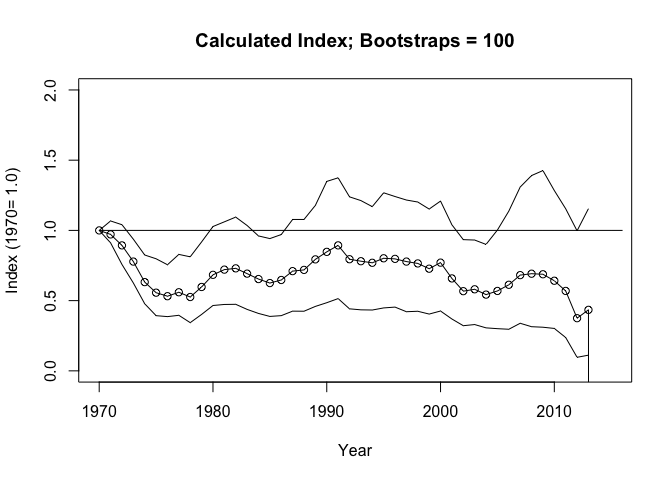 Calculated Index; Bootstraps = 100
Index (1970= 1.0)
2.0
1.5
1.0
0.5
0.0
1970 1980 1990 2000 2010
Year